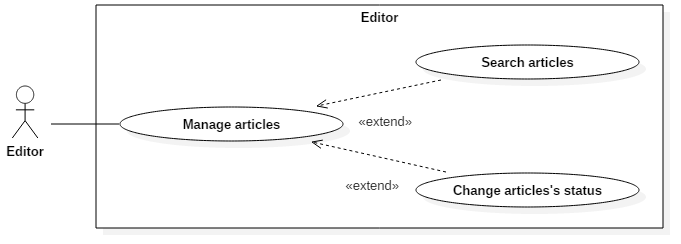 Editor
Search articles
Manage articles
«extend»
Editor
«extend»
Change articles's status